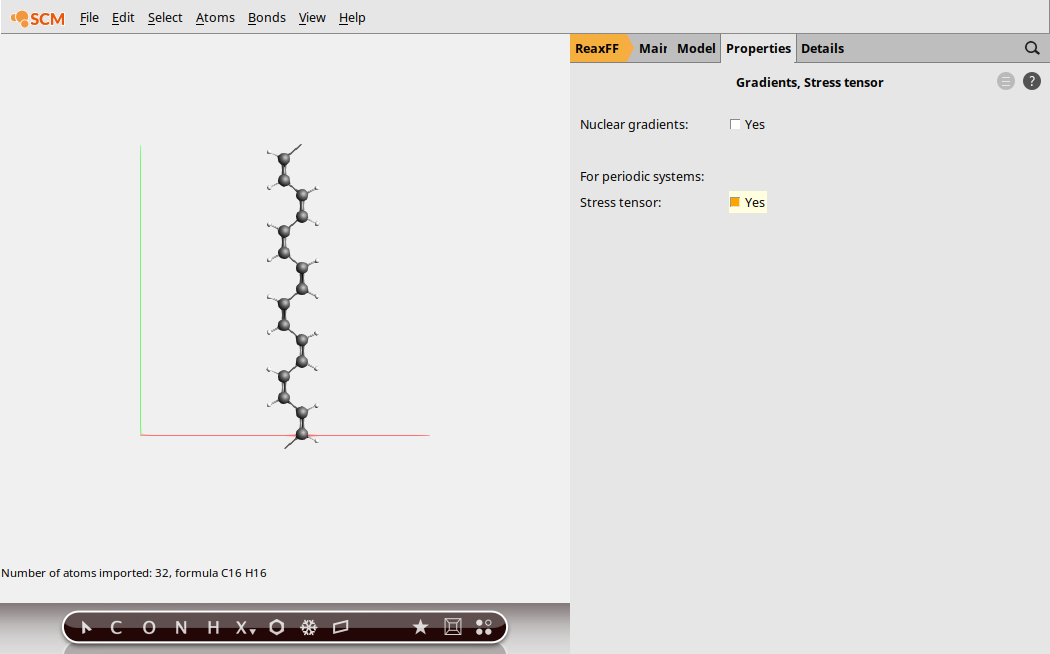 SCM File Edit Select Atoms Bonds View Help
ReaxFF Main Model Properties Details
Gradients, Stress tensor
?
Nuclear gradients: Yes
For periodic systems:
Stress tensor: Yes
Number of atoms imported: 32, formula C16 H16
C O N H X